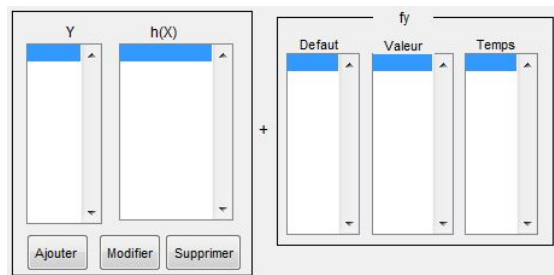 Y h(X)
Ajouter Modifier Supprimer
+
fy
Defaut Valeur Temps